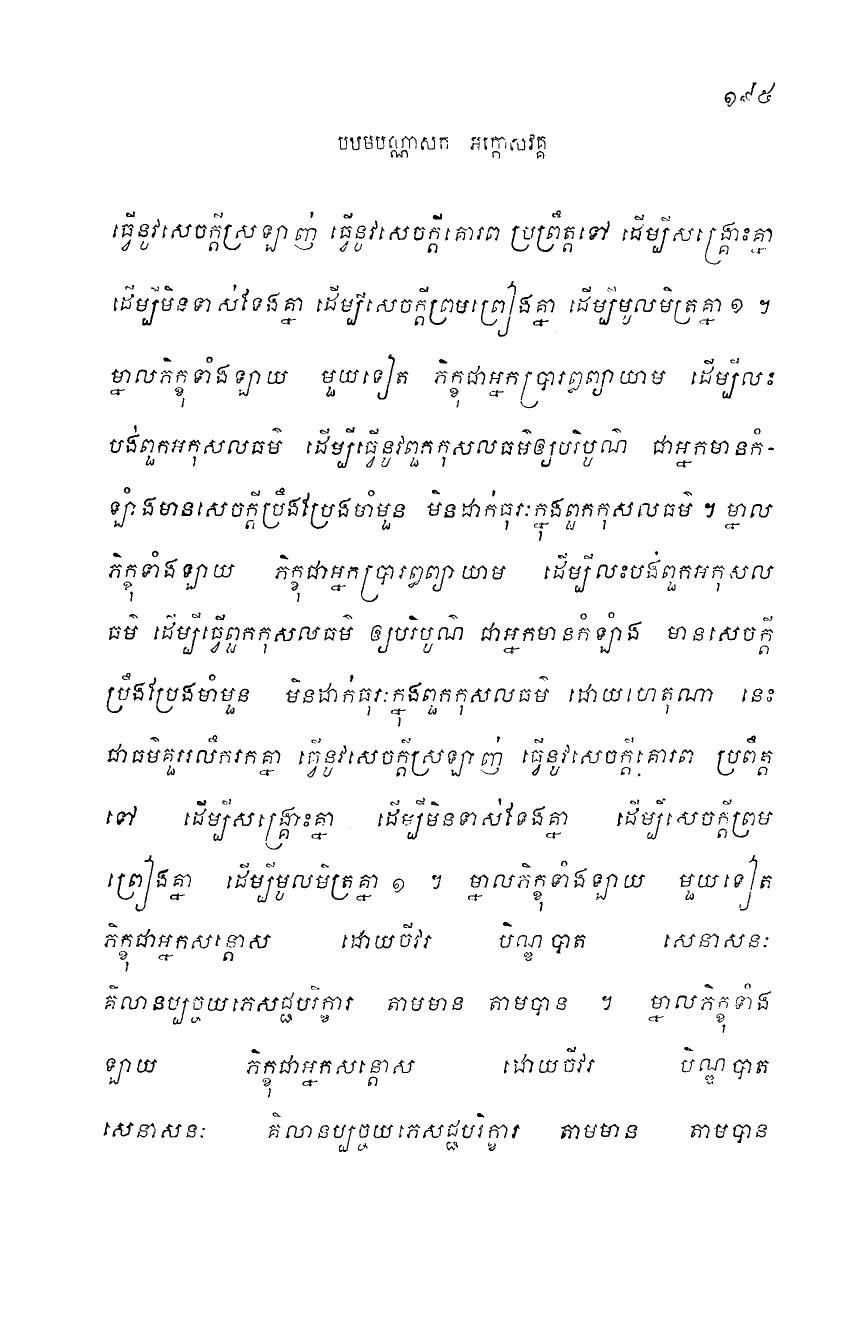 ១៩៥
បឋមបណ្ណាសក អក្កោសវគ្គ
ធ្វើនូវសេចក្តីស្រឡាញ់ ធ្វើនូវសេចក្តីគោរព ប្រព្រឹត្តទៅ ដើម្បីសង្គ្រោះគ្នា
ដើម្បីមិនទាស់ទែងគ្នា ដើម្បីសេចក្តីព្រមព្រៀងគ្នា ដើម្បីមូលមិត្រគ្នា ១ ។
ម្នាលភិក្ខុទាំងឡាយ មួយទៀត ភិក្ខុជាអ្នកប្រារព្ធព្យាយាម ដើម្បីលះ
បង់ពួកអកុសលធម៌ ដើម្បីធ្វើនូវពួកកុសលធម៌ឲ្យបរិបូណ៌ ជាអ្នកមានកំ-
ឡាំងមានសេចក្តីប្រឹងប្រែងមាំមួន មិនដាក់ធុរៈក្នុងពួកកុសលធម៌ ។ ម្នាល
ភិក្ខុទាំងឡាយ ភិក្ខុជាអ្នកប្រារព្ធព្យាយាម ដើម្បីលះបង់ពួកអកុសល
ធម៌ ដើម្បីធ្វើពួកកុសលធម៌ ឲ្យបរិបូណ៌ ជាអ្នកមានកំឡាំង មានសេចក្តី
ប្រឹងប្រែងមាំមួន មិនដាក់ធុរៈក្នុងពួកកុសលធម៌ ដោយហេតុណា នេះ
ជាធម៌គួររលឹករកគ្នា ធ្វើនូវសេចក្តីស្រឡាញ់ ធ្វើនូវសេចក្តីគោរព ប្រពឹត្ត
ទៅ ដើម្បីសង្គ្រោះគ្នា ដើម្បីមិនទាស់ទែងគ្នា ដើម្បីសេចក្តីព្រម
ព្រៀងគ្នា ដើម្បីមូលមិត្រគ្នា ១ ។ ម្នាលភិក្ខុទាំងឡាយ មួយទៀត
ភិក្ខុជាអ្នកសន្តោស ដោយចីវរ បិណ្ឌបាត សេនាសនៈ
គិលានប្បច្ចយភេសជ្ជបរិក្ខារ តាមមាន តាមបាន ។ ម្នាលភិក្ខុទាំង
ឡាយ ភិក្ខុជាអ្នកសន្តោស ដោយចីវរ បិណ្ឌបាត
សេនាសនៈ គិលានប្បច្ចយភេសជ្ជបរិក្ខារ តាមមាន តាមបាន